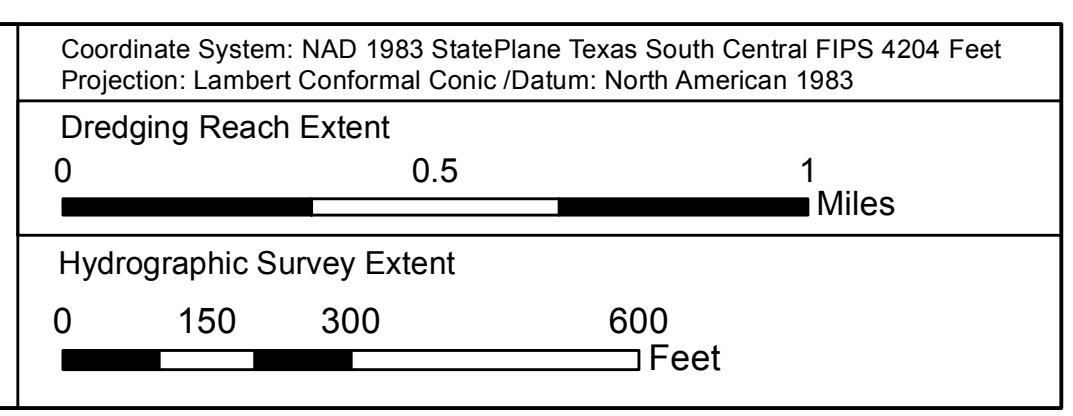 Coordinate System: NAD 1983 StatePlane Texas South Central FIPS 4204 Feet
Projection: Lambert Conformal Conic /Datum: North American 1983
Dredging Reach Extent
0 0.5 1
Miles
Hydrographic Survey Extent
0 150 300 600
Feet